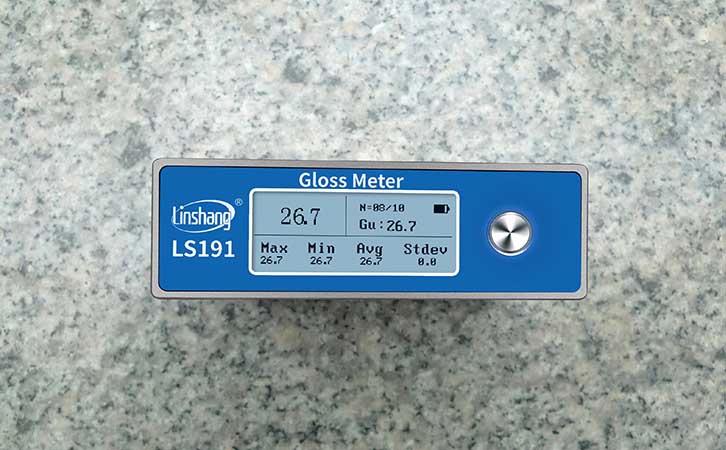 Gloss Meter
Linshang®
LS191
26.7
N=08/10
Gu:26.7
Max Min Avg Stdev
26.7 26.7 26.7 0.0